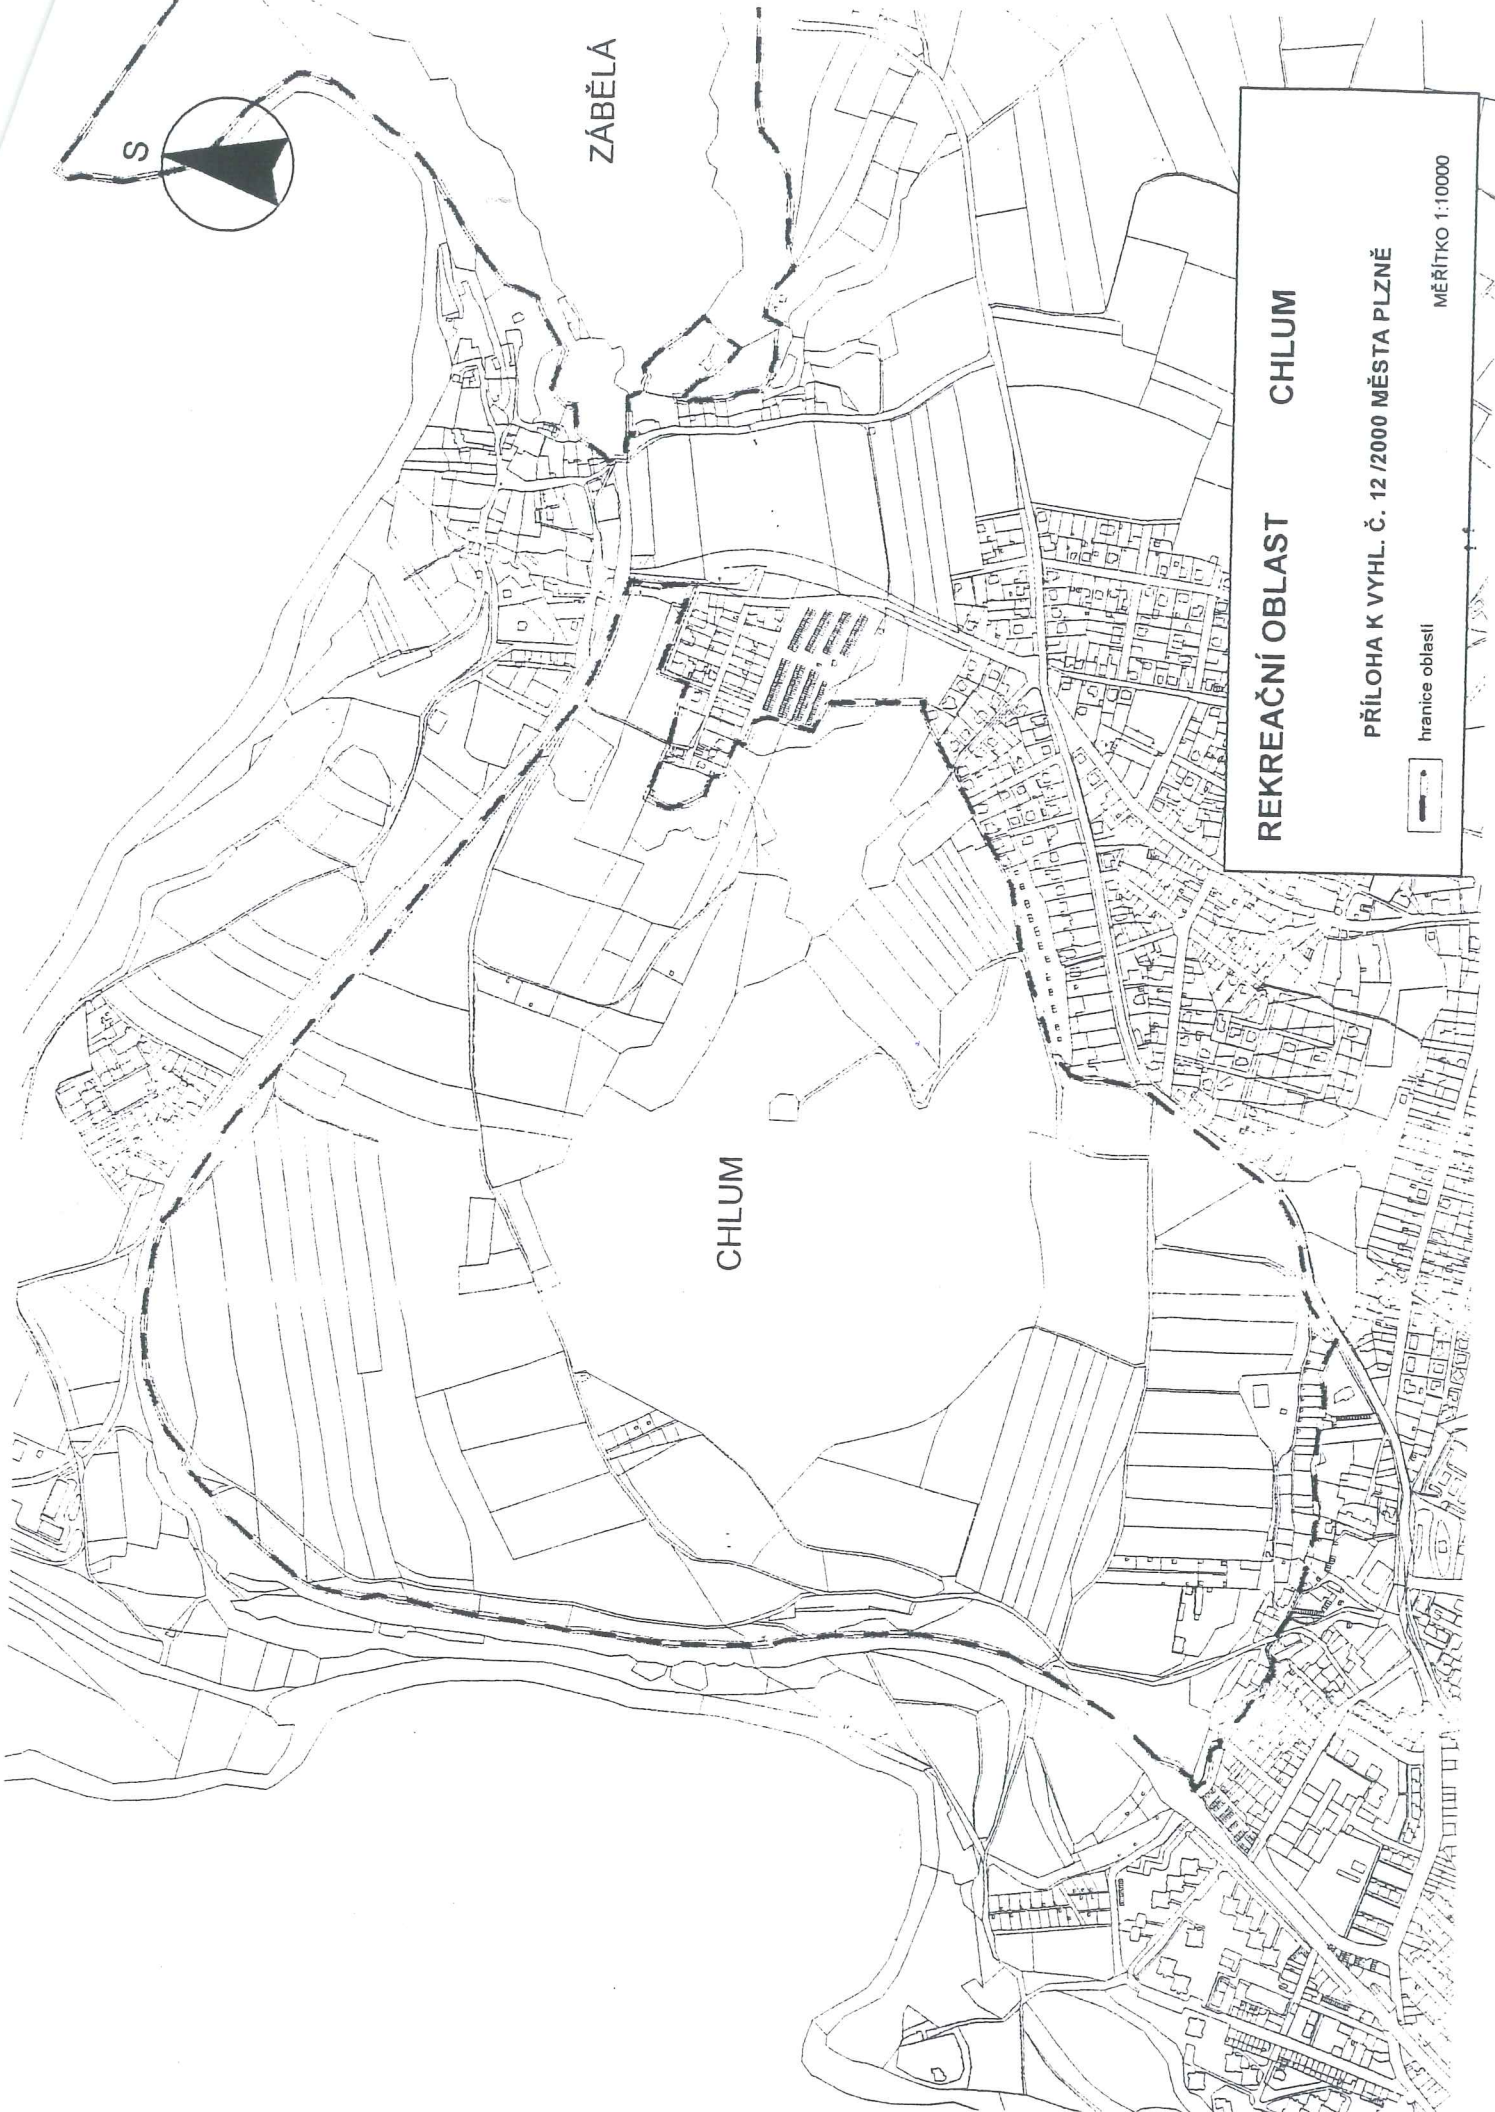 S
ZÁBĚLÁ
CHLUM
REKREAČNÍ OBLAST CHLUM
PŘÍLOHA K VYHL. Č. 12 /2000 MĚSTA PLZNĚ
hranice oblasti
MĚŘÍTKO 1:10000